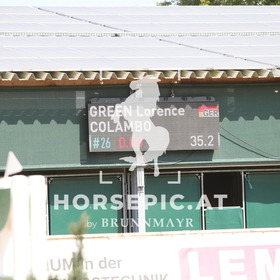 GREEN Lorence
COLAMBO
GER
#26
35.2
HORSEPIC.AT
by BRUNNMAYR
UM in der
TECHNIK